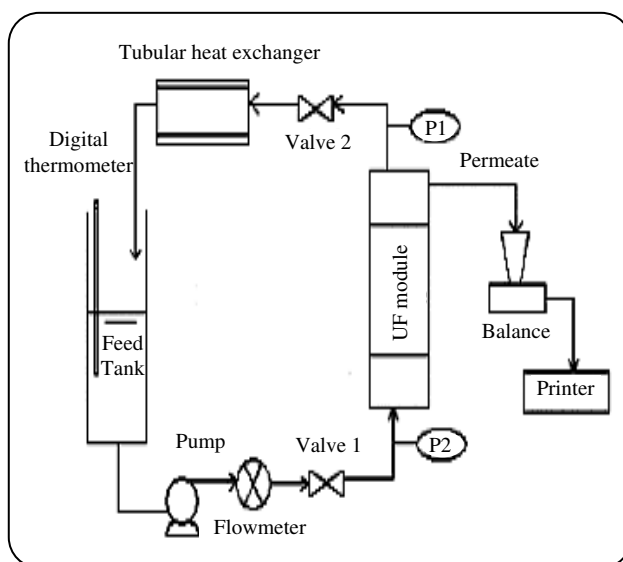 Tubular heat exchanger
Digital
thermometer
Valve 2
P1
Permeate
UF module
Feed
Tank
Balance
Printer
Pump
Valve 1
P2
Flowmeter